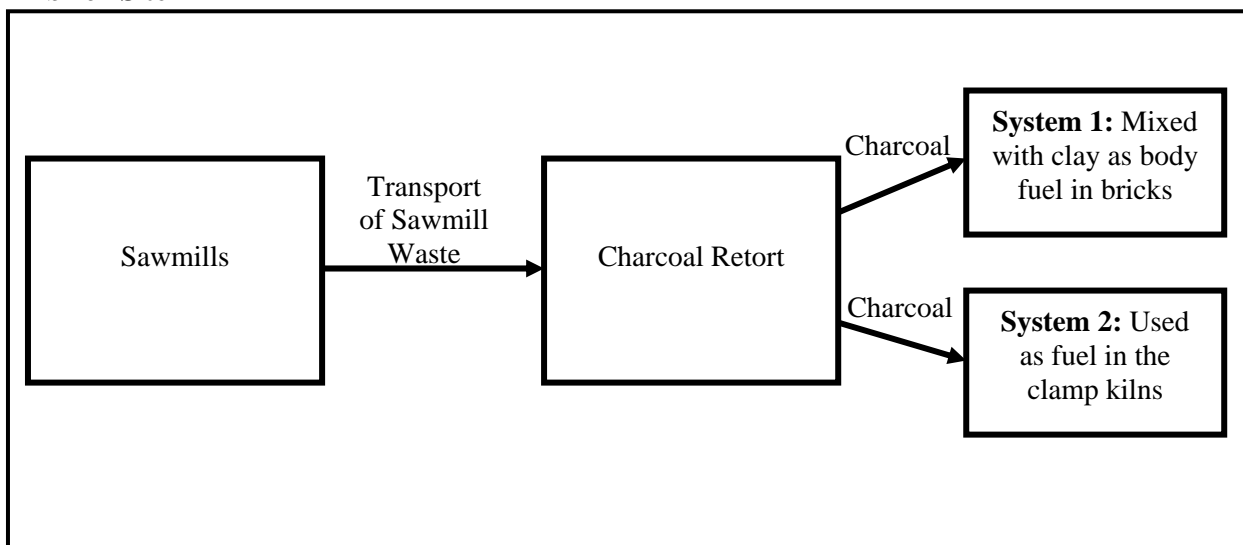 Sawmills
Transport
of Sawmill
Waste
Charcoal Retort
Charcoal
System 1: Mixed
with clay as body
fuel in bricks
Charcoal
System 2: Used
as fuel in the
clamp kilns